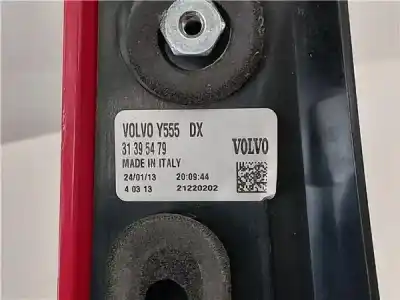 VOLVO Y555 DX
31 39 54 79
VOLVO
MADE IN ITALY
24/01/13 20:09:44
4 03 13 21220202